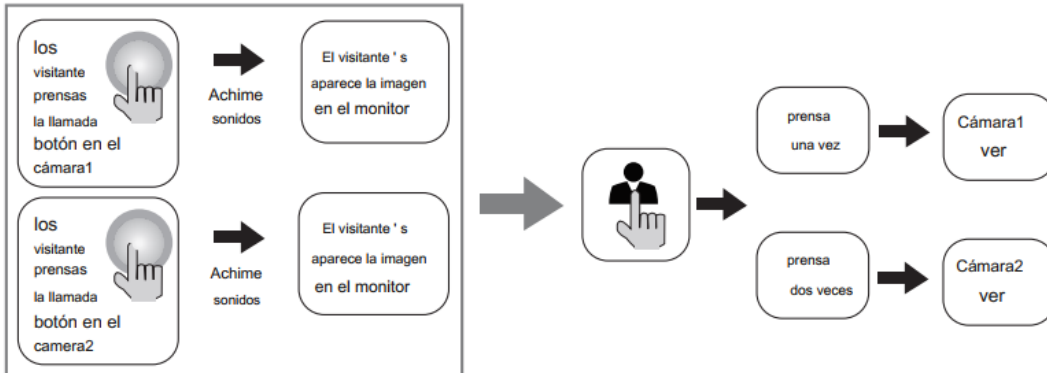 los
visitante
prensas
la llamada
botón en el
cámara1
Achime
sonidos
El visitante ' s
aparece la imagen
en el monitor
los
visitante
prensas
la llamada
botón en el
camera2
Achime
sonidos
El visitante ' s
aparece la imagen
en el monitor
prensa
una vez
Cámara1
ver
prensa
dos veces
Cámara2
ver